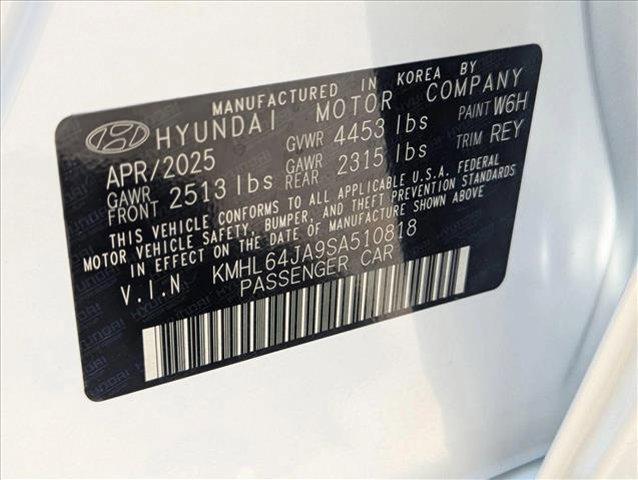 MANUFACTURED IN KOREA BY
HYUNDAI MOTOR COMPANY
APR/2025 GVWR 4453 lbs PAINT W6H
GAWR FRONT 2513 lbs GAWR REAR 2315 lbs TRIM REY
THIS VEHICLE CONFORMS TO ALL APPLICABLE U.S.A. FEDERAL
MOTOR VEHICLE SAFETY, BUMPER, AND THEFT PREVENTION STANDARDS
IN EFFECT ON THE DATE OF MANUFACTURE SHOWN ABOVE
V.I.N KMHL64JA9SA510818
PASSENGER CAR